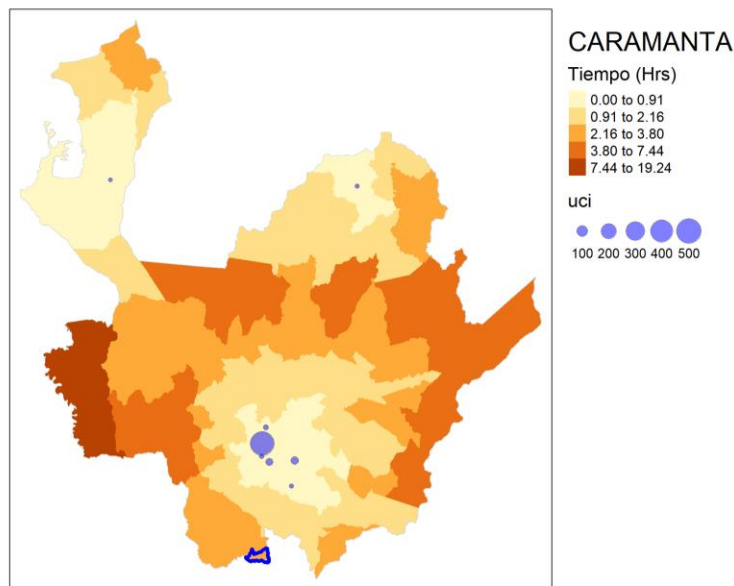 CARAMANTA
Tiempo (Hrs)
0.00 to 0.91
0.91 to 2.16
2.16 to 3.80
3.80 to 7.44
7.44 to 19.24
uci
100 200 300 400 500